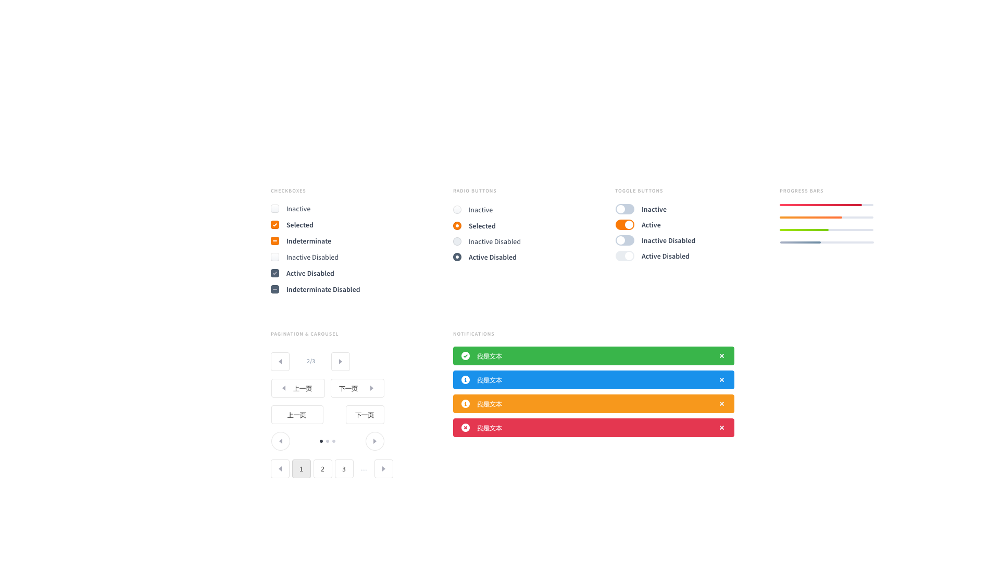 CHECKBOXES
Inactive
Selected
Indeterminate
Inactive Disabled
Active Disabled
Indeterminate Disabled
RADIO BUTTONS
Inactive
Selected
Inactive Disabled
Active Disabled
TOGGLE BUTTONS
Inactive
Active
Inactive Disabled
Active Disabled
PROGRESS BARS
PAGINATION & CAROUSEL
2/3
上一页 下一页
上一页 下一页
1 2 3 ...
NOTIFICATIONS
我是文本
我是文本
我是文本
我是文本